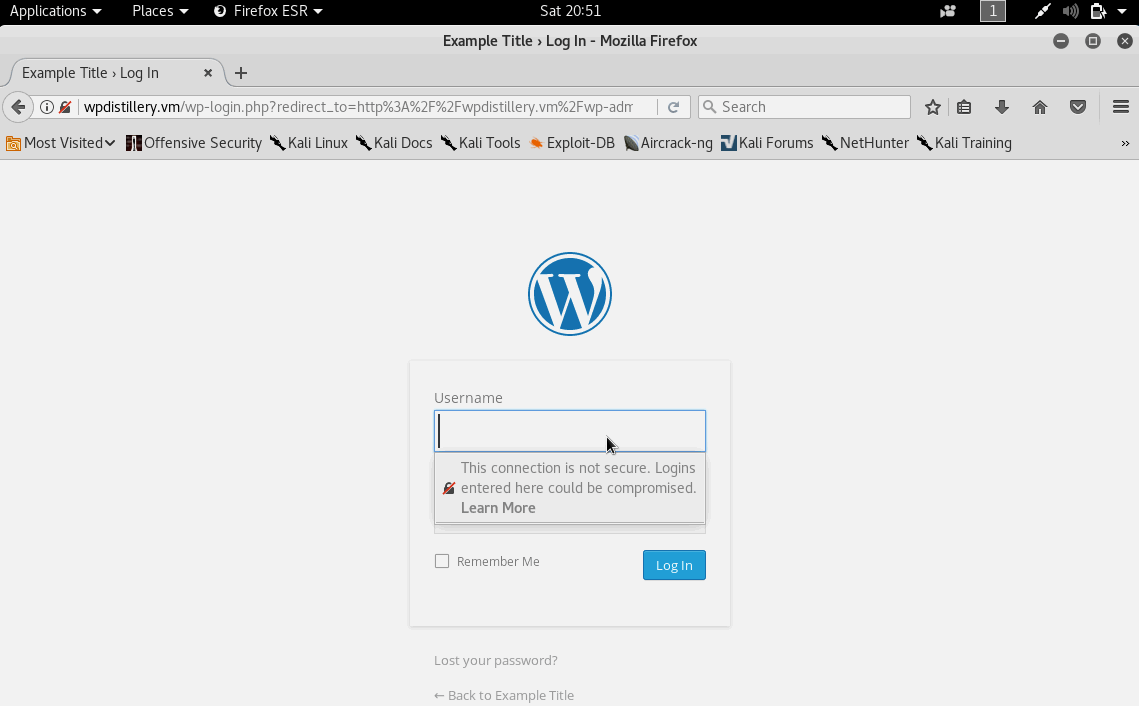 Applications Places Firefox ESR Sat 20:51 1
Example Title › Log In - Mozilla Firefox
Example Title › Log In
wpdistillery.vm/wp-login.php?redirect_to=http%3A%2F%2Fwpdistillery.vm%2Fwp-adm Search
Most Visited Offensive Security Kali Linux Kali Docs Kali Tools Exploit-DB Aircrack-ng Kali Forums NetHunter Kali Training »
Username
This connection is not secure. Logins
entered here could be compromised.
Learn More
Remember Me Log In
Lost your password?
← Back to Example Title